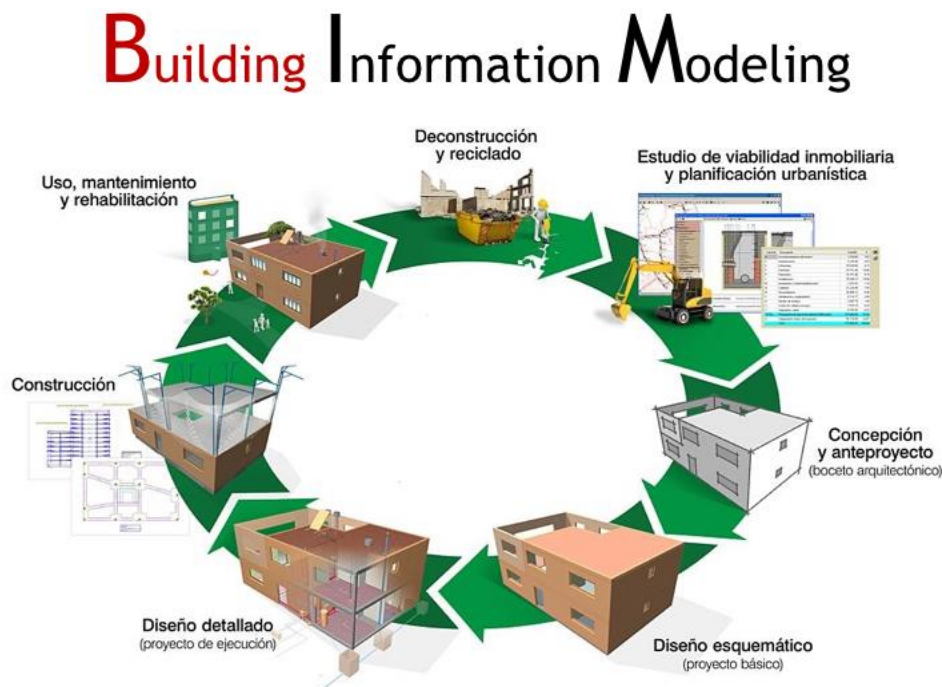 Building Information Modeling
Deconstrucción
y reciclado
Estudio de viabilidad inmobiliaria
y planificación urbanística
Uso, mantenimiento
y rehabilitación
Construcción
Concepción
y anteproyecto
(boceto arquitectónico)
Diseño detallado
(proyecto de ejecución)
Diseño esquemático
(proyecto básico)